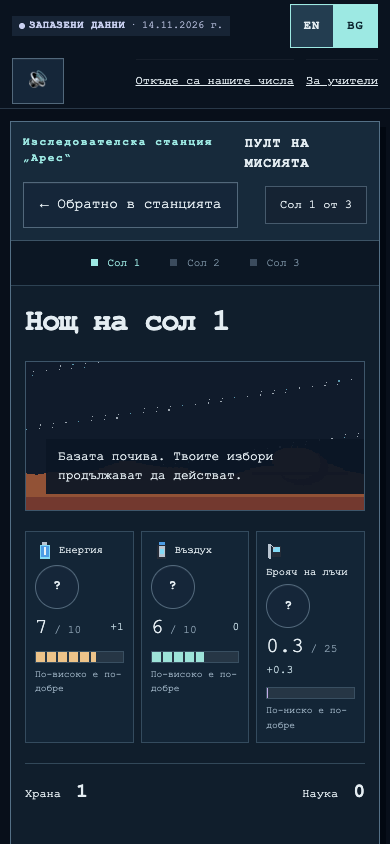 ЗАПАЗЕНИ ДАННИ · 14.11.2026 г.
EN
BG
Откъде са нашите числа
За учители
Изследователска станция
„Арес“
ПУЛТ НА
МИСИЯТА
← Обратно в станцията
Сол 1 от 3
Сол 1
Сол 2
Сол 3
Нощ на сол 1
Базата почива. Твоите избори
продължават да действат.
Енергия
?
7 / 10
+1
По-високо е по-
добре
Въздух
?
6 / 10
0
По-високо е по-
добре
Брояч на лъчи
?
0.3 / 25
+0.3
По-ниско е по-
добре
Храна 1
Наука 0